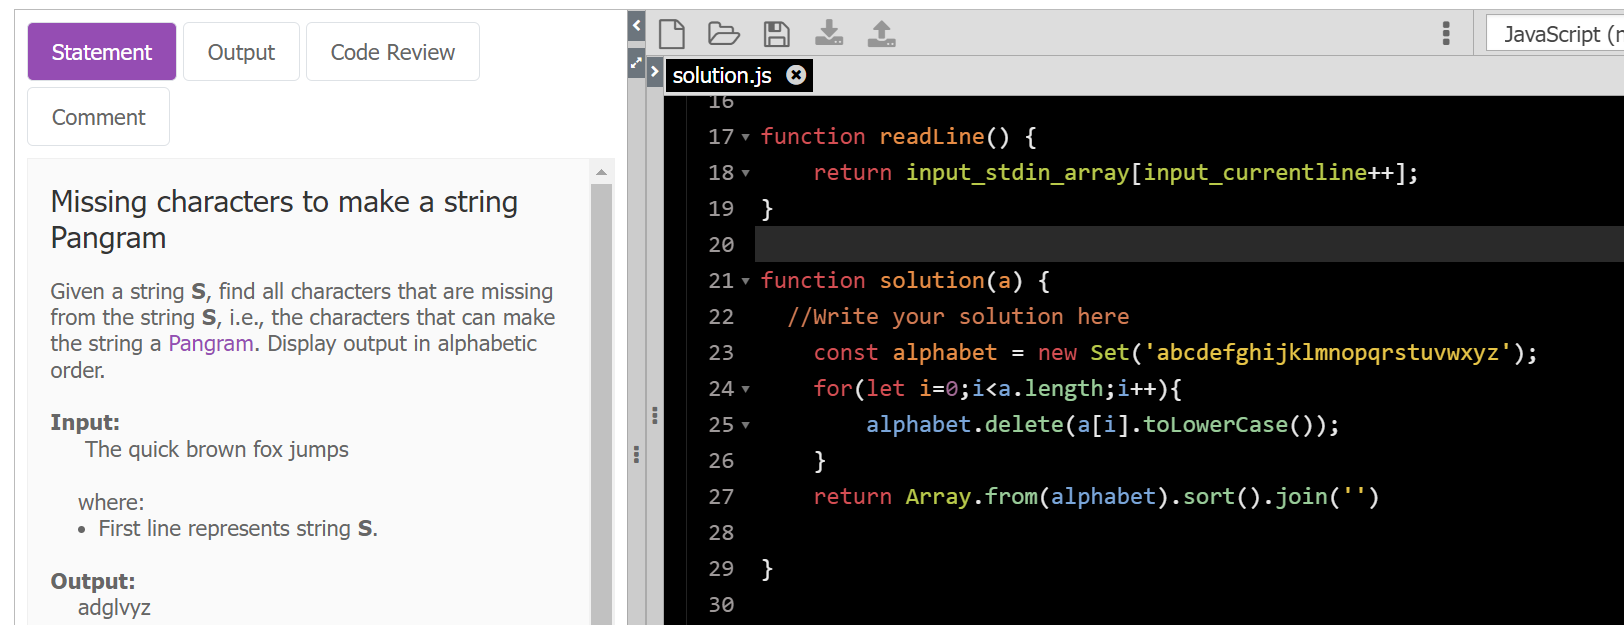 Statement
Output
Code Review
Comment
Missing characters to make a string
Pangram
Given a string S, find all characters that are missing
from the string S, i.e., the characters that can make
the string a Pangram. Display output in alphabetic
order.
Input:
The quick brown fox jumps
where:
• First line represents string S.
Output:
adglvyz
JavaScript (
solution.js
16
17 function readLine() {
18 return input_stdin_array[input_currentline++];
19 }
20
21 function solution(a) {
22 //Write your solution here
23 const alphabet = new Set('abcdefghijklmnopqrstuvwxyz');
24 for(let i=0;i<a.length;i++){
25 alphabet.delete(a[i].toLowerCase());
26 }
27 return Array.from(alphabet).sort().join('')
28
29 }
30